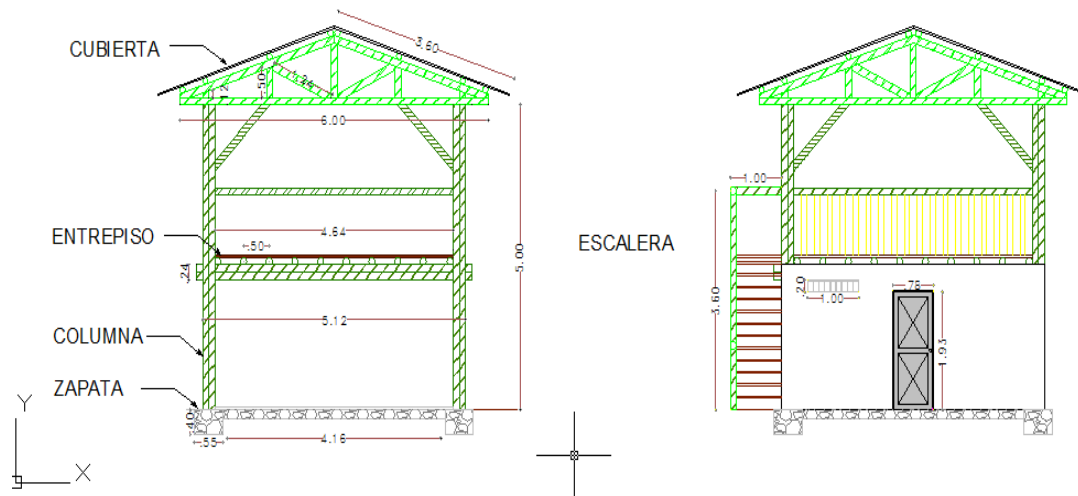 CUBIERTA
3.60
.50
1.24
.12
6.00
1.00
ENTREPISO
4.64
.50
ESCALERA
.24
5.00
3.60
.20
1.00
.78
5.12
COLUMNA
1.93
ZAPATA
Y
.40
.55
4.16
X